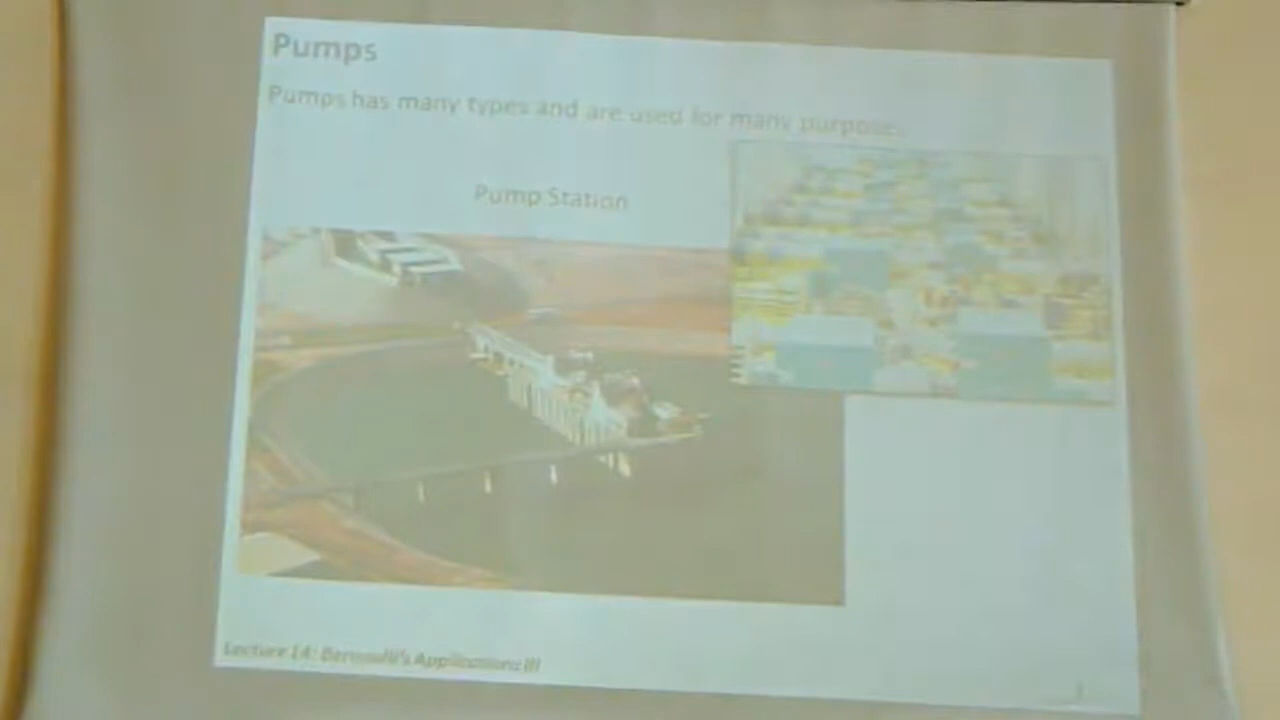 Pumps
Pumps has many types and are used for many purpose.
Pump Station
Lecture 14: Bernoulli's Applications III